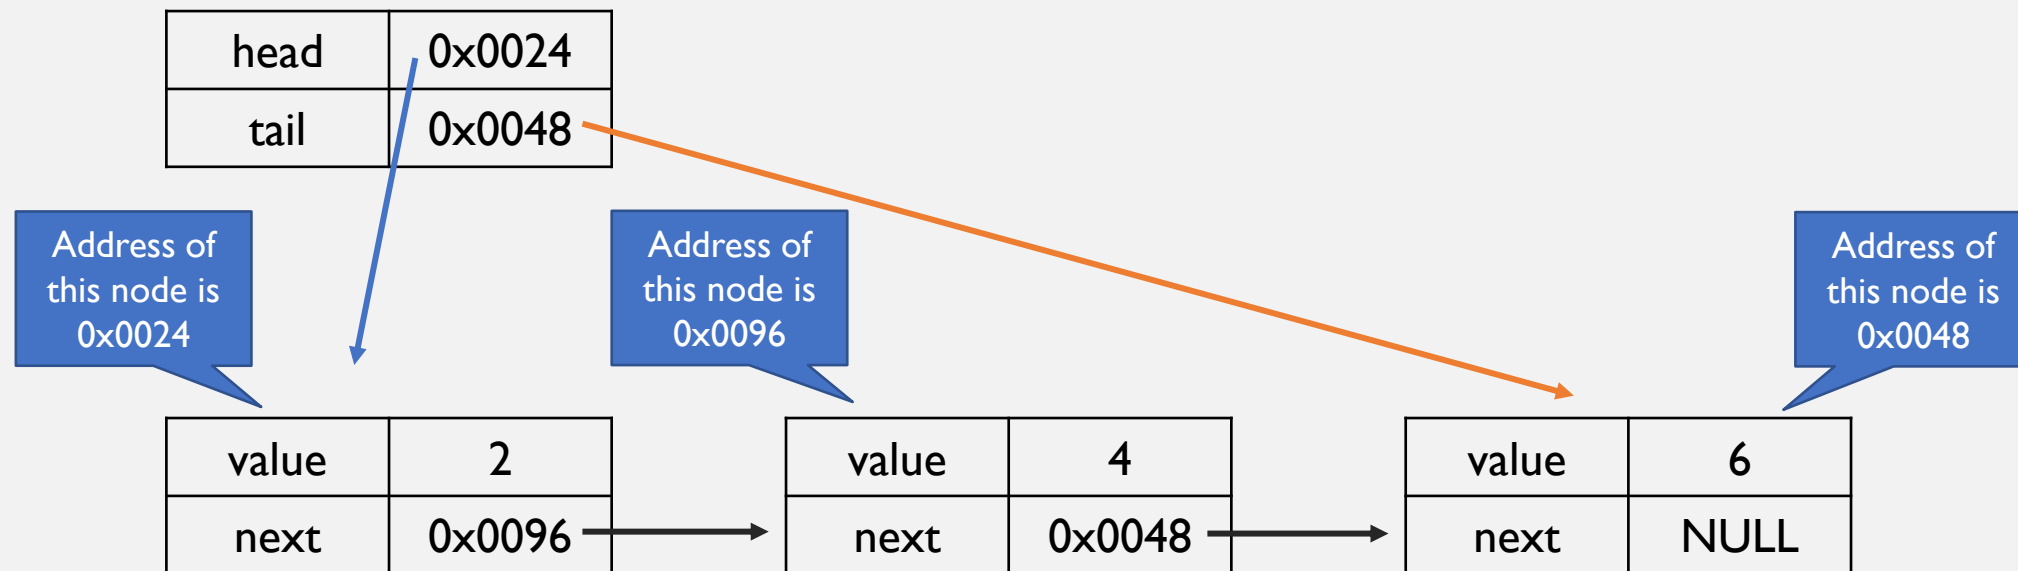 head 0x0024
tail 0x0048
Address of
this node is
0x0024
Address of
this node is
0x0096
Address of
this node is
0x0048
value 2
next 0x0096
value 4
next 0x0048
value 6
next NULL